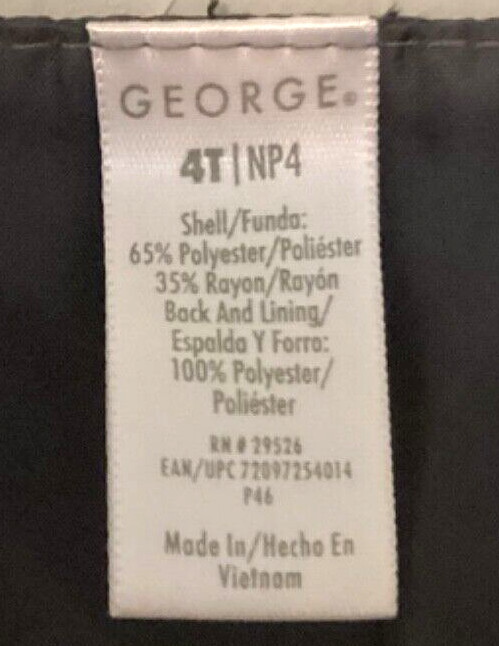 GEORGE®
4T|NP4
Shell/Funda:
65% Polyester/Poliéster
35% Rayon/Rayón
Back And Lining/
Espalda Y Forro:
100% Polyester/
Poliéster
RN # 29526
EAN/UPC 72097254014
P46
Made In/Hecho En
Vietnam